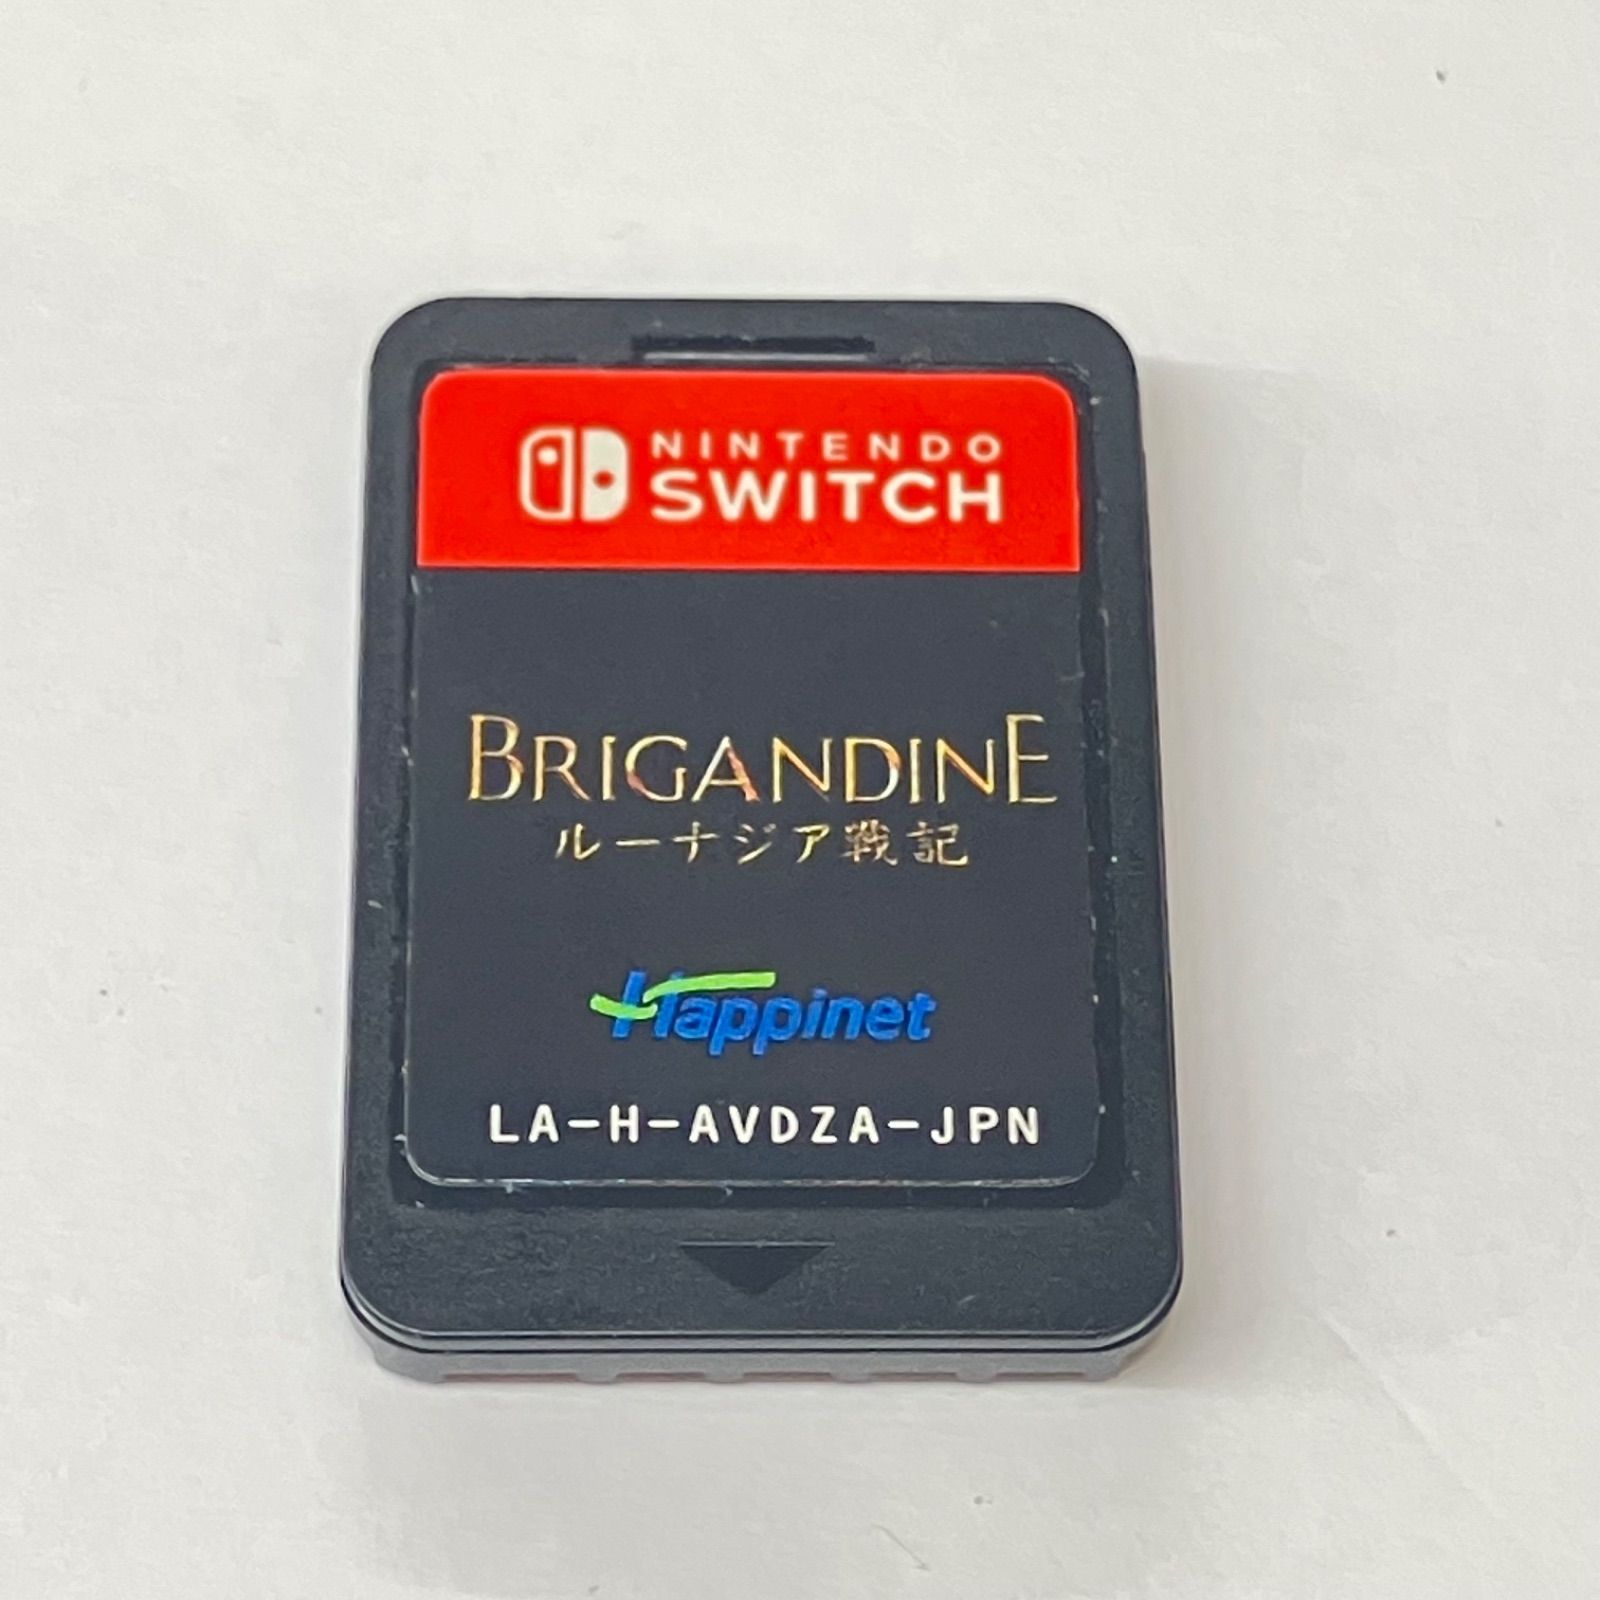 NINTENDO
SWITCH
BRIGANDINE
ルーナジア戦記
Happinet
LA-H-AVDZA-JPN